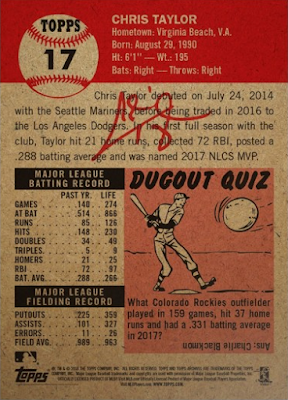 TOPPS
17
CHRIS TAYLOR
Hometown: Virginia Beach, V.A.
Born: August 29, 1990
Ht: 6'1" — Wt.: 195
Bats: Right — Throws: Right
Chris Taylor debuted on July 24, 2014
with the Seattle Mariners, before being traded in 2016
to the Los Angeles Dodgers. In his first full season with the
club, Taylor hit 21 home runs, collected 72 RBI, posted a
.288 batting average and was named 2017 NLCS MVP.
MAJOR LEAGUE
BATTING RECORD
PAST YR. LIFE
GAMES 140 274
AT BAT 514 866
RUNS 85 126
HITS 148 230
DOUBLES 34 49
TRIPLES 5 9
HOMERS 21 25
RBI 72 97
BAT. AVG. .288 .266
MAJOR LEAGUE
FIELDING RECORD
PUTOUTS 225 359
ASSISTS 101 327
ERRORS 11 26
FIELD AVG. .989 .963
DUGOUT QUIZ
What Colorado Rockies outfielder
played in 159 games, hit 37 home
runs and had a .331 batting average
in 2017?
Ans: Charlie Blackmon
Topps